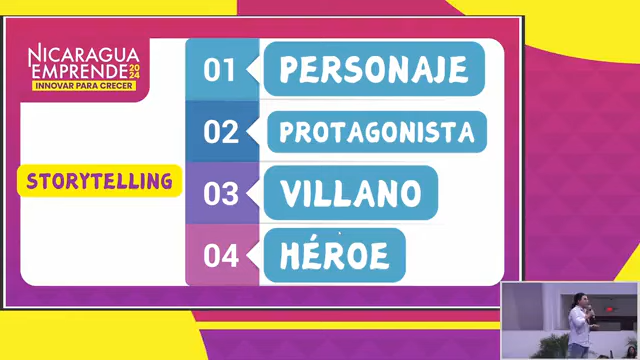 NICARAGUA
EMPRENDE 2024
INNOVAR PARA CRECER
STORYTELLING
01 PERSONAJE
02 PROTAGONISTA
03 VILLANO
04 HÉROE